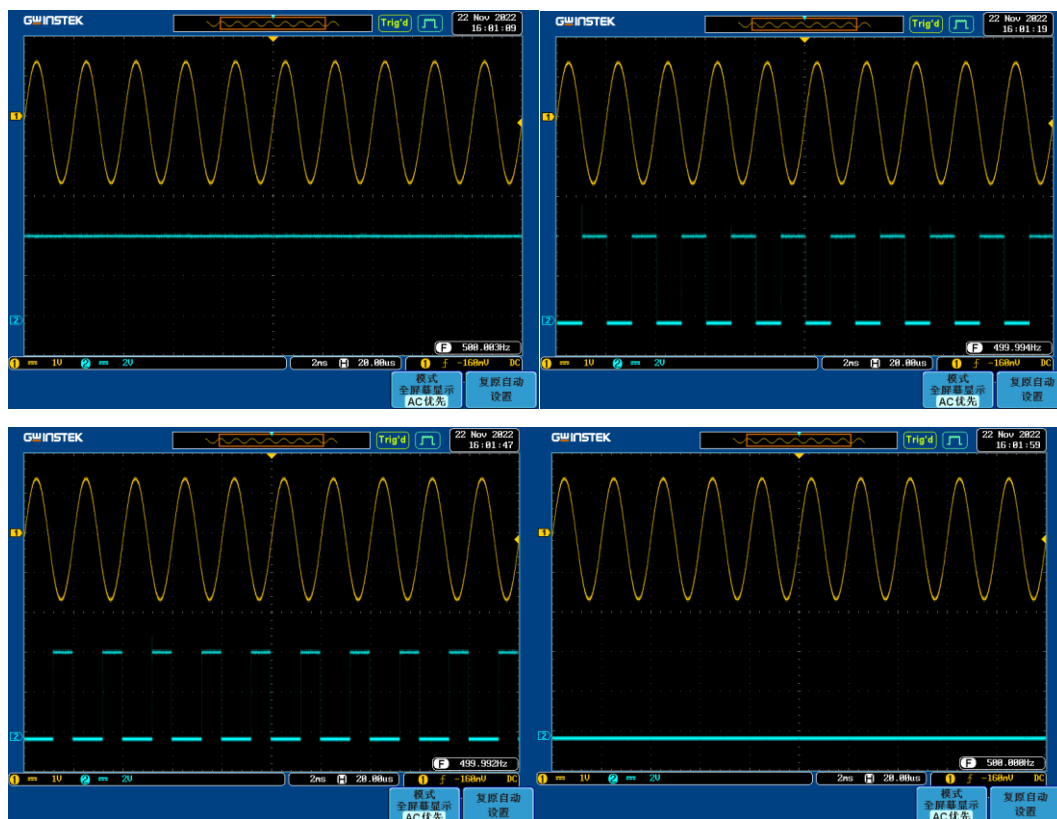 GWINSTEK
Trig'd
22 Nov 2022
16:01:09
1
2
F 500.003Hz
1 1V 2 2V 2ms H 20.00us 1 -160mV DC
模式
全屏幕显示
AC优先
复原自动
设置
GWINSTEK
Trig'd
22 Nov 2022
16:01:19
1
2
F 499.994Hz
1 1V 2 2V 2ms H 20.00us 1 -160mV DC
模式
全屏幕显示
AC优先
复原自动
设置
GWINSTEK
Trig'd
22 Nov 2022
16:01:47
1
2
F 499.992Hz
1 1V 2 2V 2ms H 20.00us 1 -160mV DC
模式
全屏幕显示
AC优先
复原自动
设置
GWINSTEK
Trig'd
22 Nov 2022
16:01:59
1
2
F 500.000Hz
1 1V 2 2V 2ms H 20.00us 1 -160mV DC
模式
全屏幕显示
AC优先
复原自动
设置